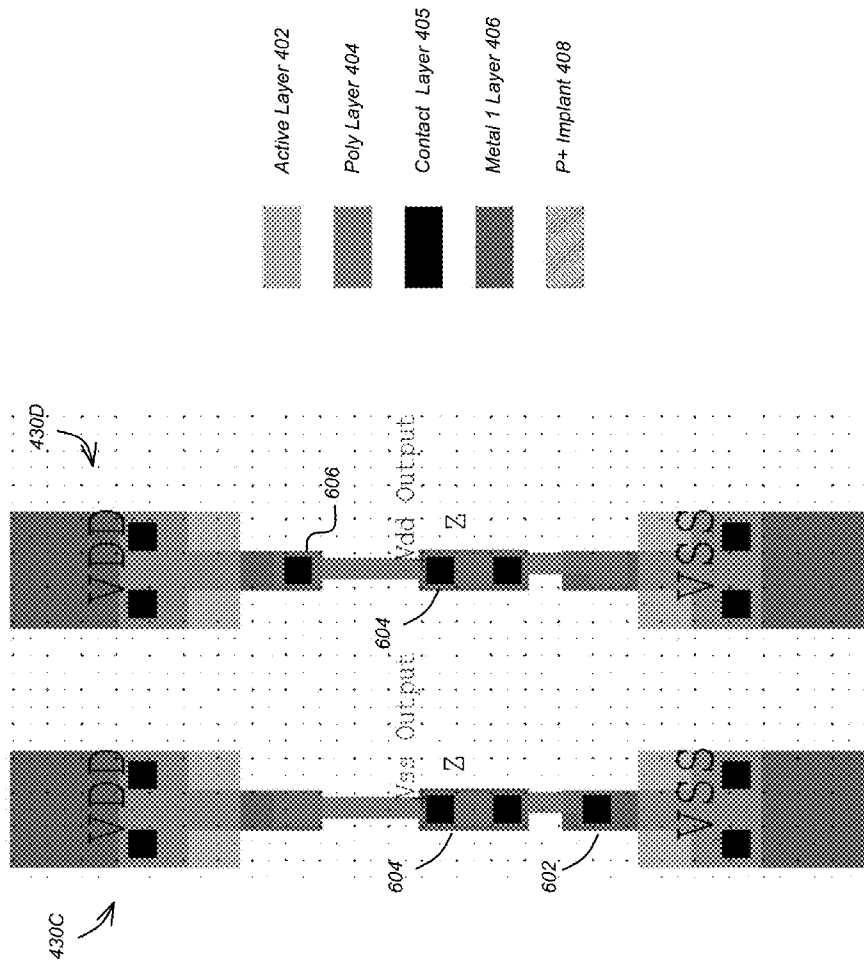 Active Layer 402
Poly Layer 404
Contact Layer 405
Metal 1 Layer 406
P+ Implant 408
430D
VDD
606
Vdd Output
Z
604
VSS
430C
VDD
Vss Output
Z
604
602
VSS